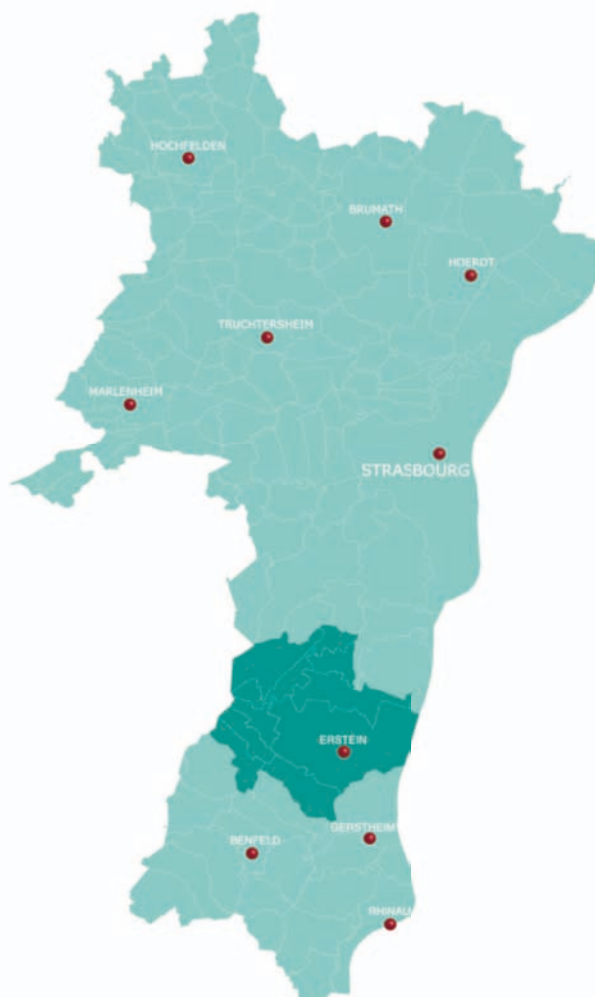 HOCHFELDEN
BRUMATH
HOERDT
TRUCHTERSHEIM
MARLENHEIM
STRASBOURG
ERSTEIN
GERSTHEIM
BENFELD
RHINAU